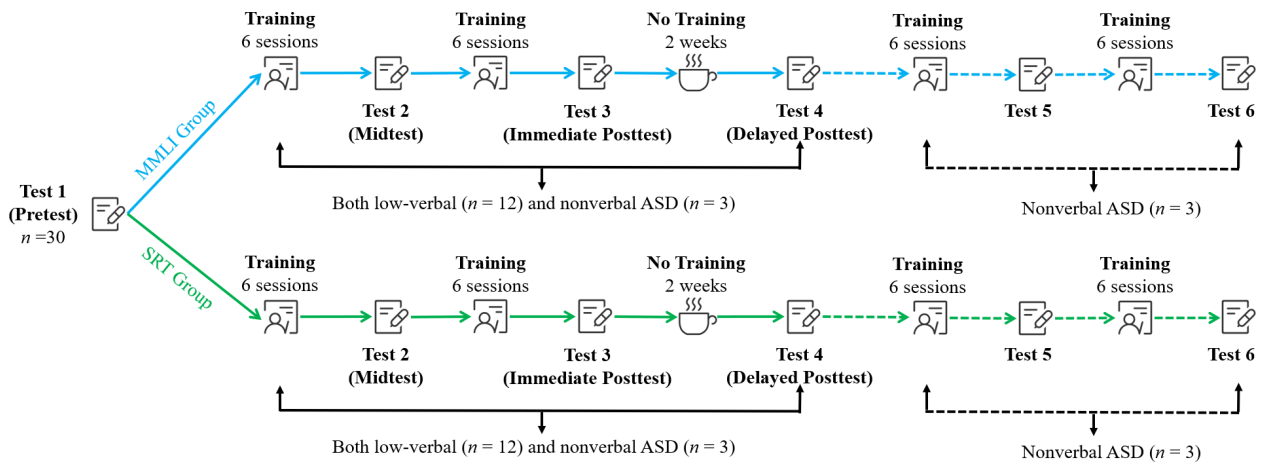 Training
6 sessions
Training
6 sessions
No Training
2 weeks
Training
6 sessions
Training
6 sessions
MMLI Group
Test 2
(Midtest)
Test 3
(Immediate Posttest)
Test 4
(Delayed Posttest)
Test 5
Test 6
Both low-verbal (n = 12) and nonverbal ASD (n = 3)
Nonverbal ASD (n = 3)
Test 1
(Pretest)
n =30
SRT Group
Training
6 sessions
Training
6 sessions
No Training
2 weeks
Training
6 sessions
Training
6 sessions
Test 2
(Midtest)
Test 3
(Immediate Posttest)
Test 4
(Delayed Posttest)
Test 5
Test 6
Both low-verbal (n = 12) and nonverbal ASD (n = 3)
Nonverbal ASD (n = 3)